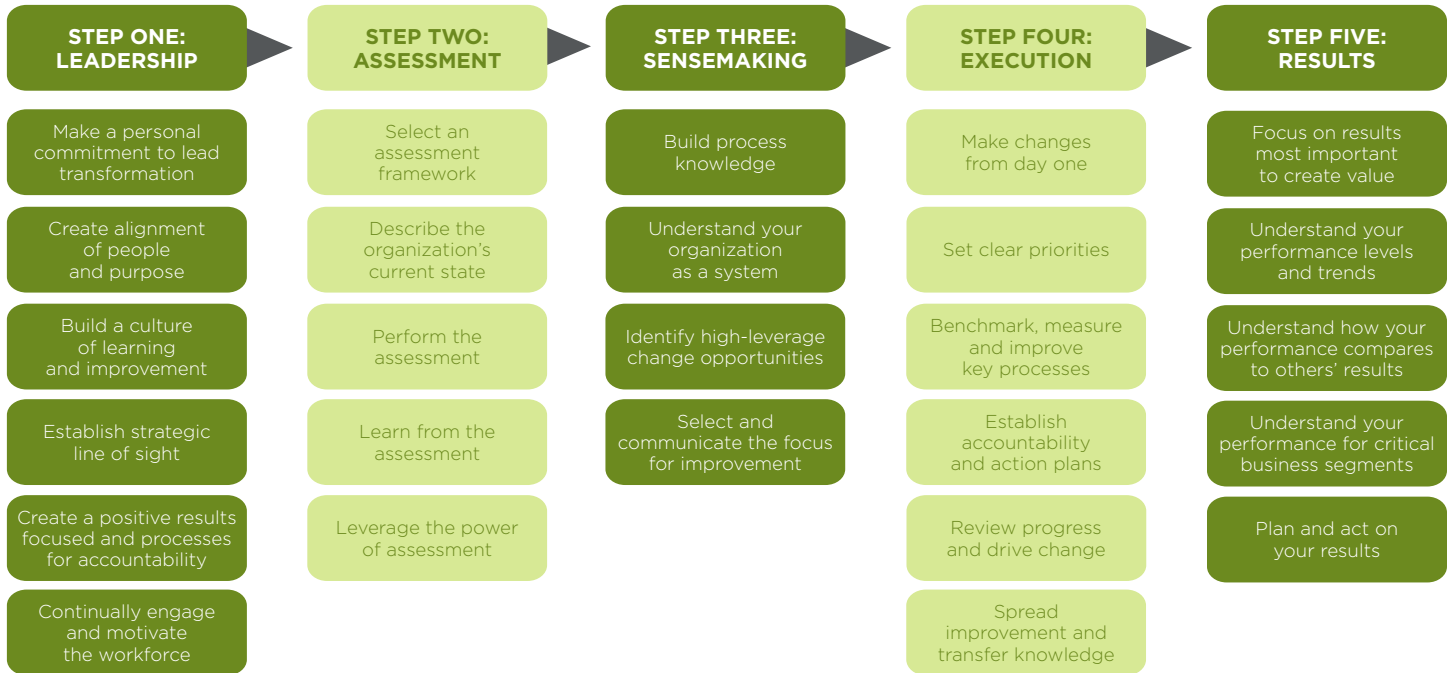 STEP ONE:
LEADERSHIP
Make a personal
commitment to lead
transformation
Create alignment
of people
and purpose
Build a culture
of learning
and improvement
Establish strategic
line of sight
Create a positive results
focused and processes
for accountability
Continually engage
and motivate
the workforce
STEP TWO:
ASSESSMENT
Select an
assessment
framework
Describe the
organization’s
current state
Perform the
assessment
Learn from the
assessment
Leverage the power
of assessment
STEP THREE:
SENSEMAKING
Build process
knowledge
Understand your
organization
as a system
Identify high-leverage
change opportunities
Select and
communicate the focus
for improvement
STEP FOUR:
EXECUTION
Make changes
from day one
Set clear priorities
Benchmark, measure
and improve
key processes
Establish
accountability
and action plans
Review progress
and drive change
Spread
improvement and
transfer knowledge
STEP FIVE:
RESULTS
Focus on results
most important
to create value
Understand your
performance levels
and trends
Understand how your
performance compares
to others’ results
Understand your
performance for critical
business segments
Plan and act on
your results